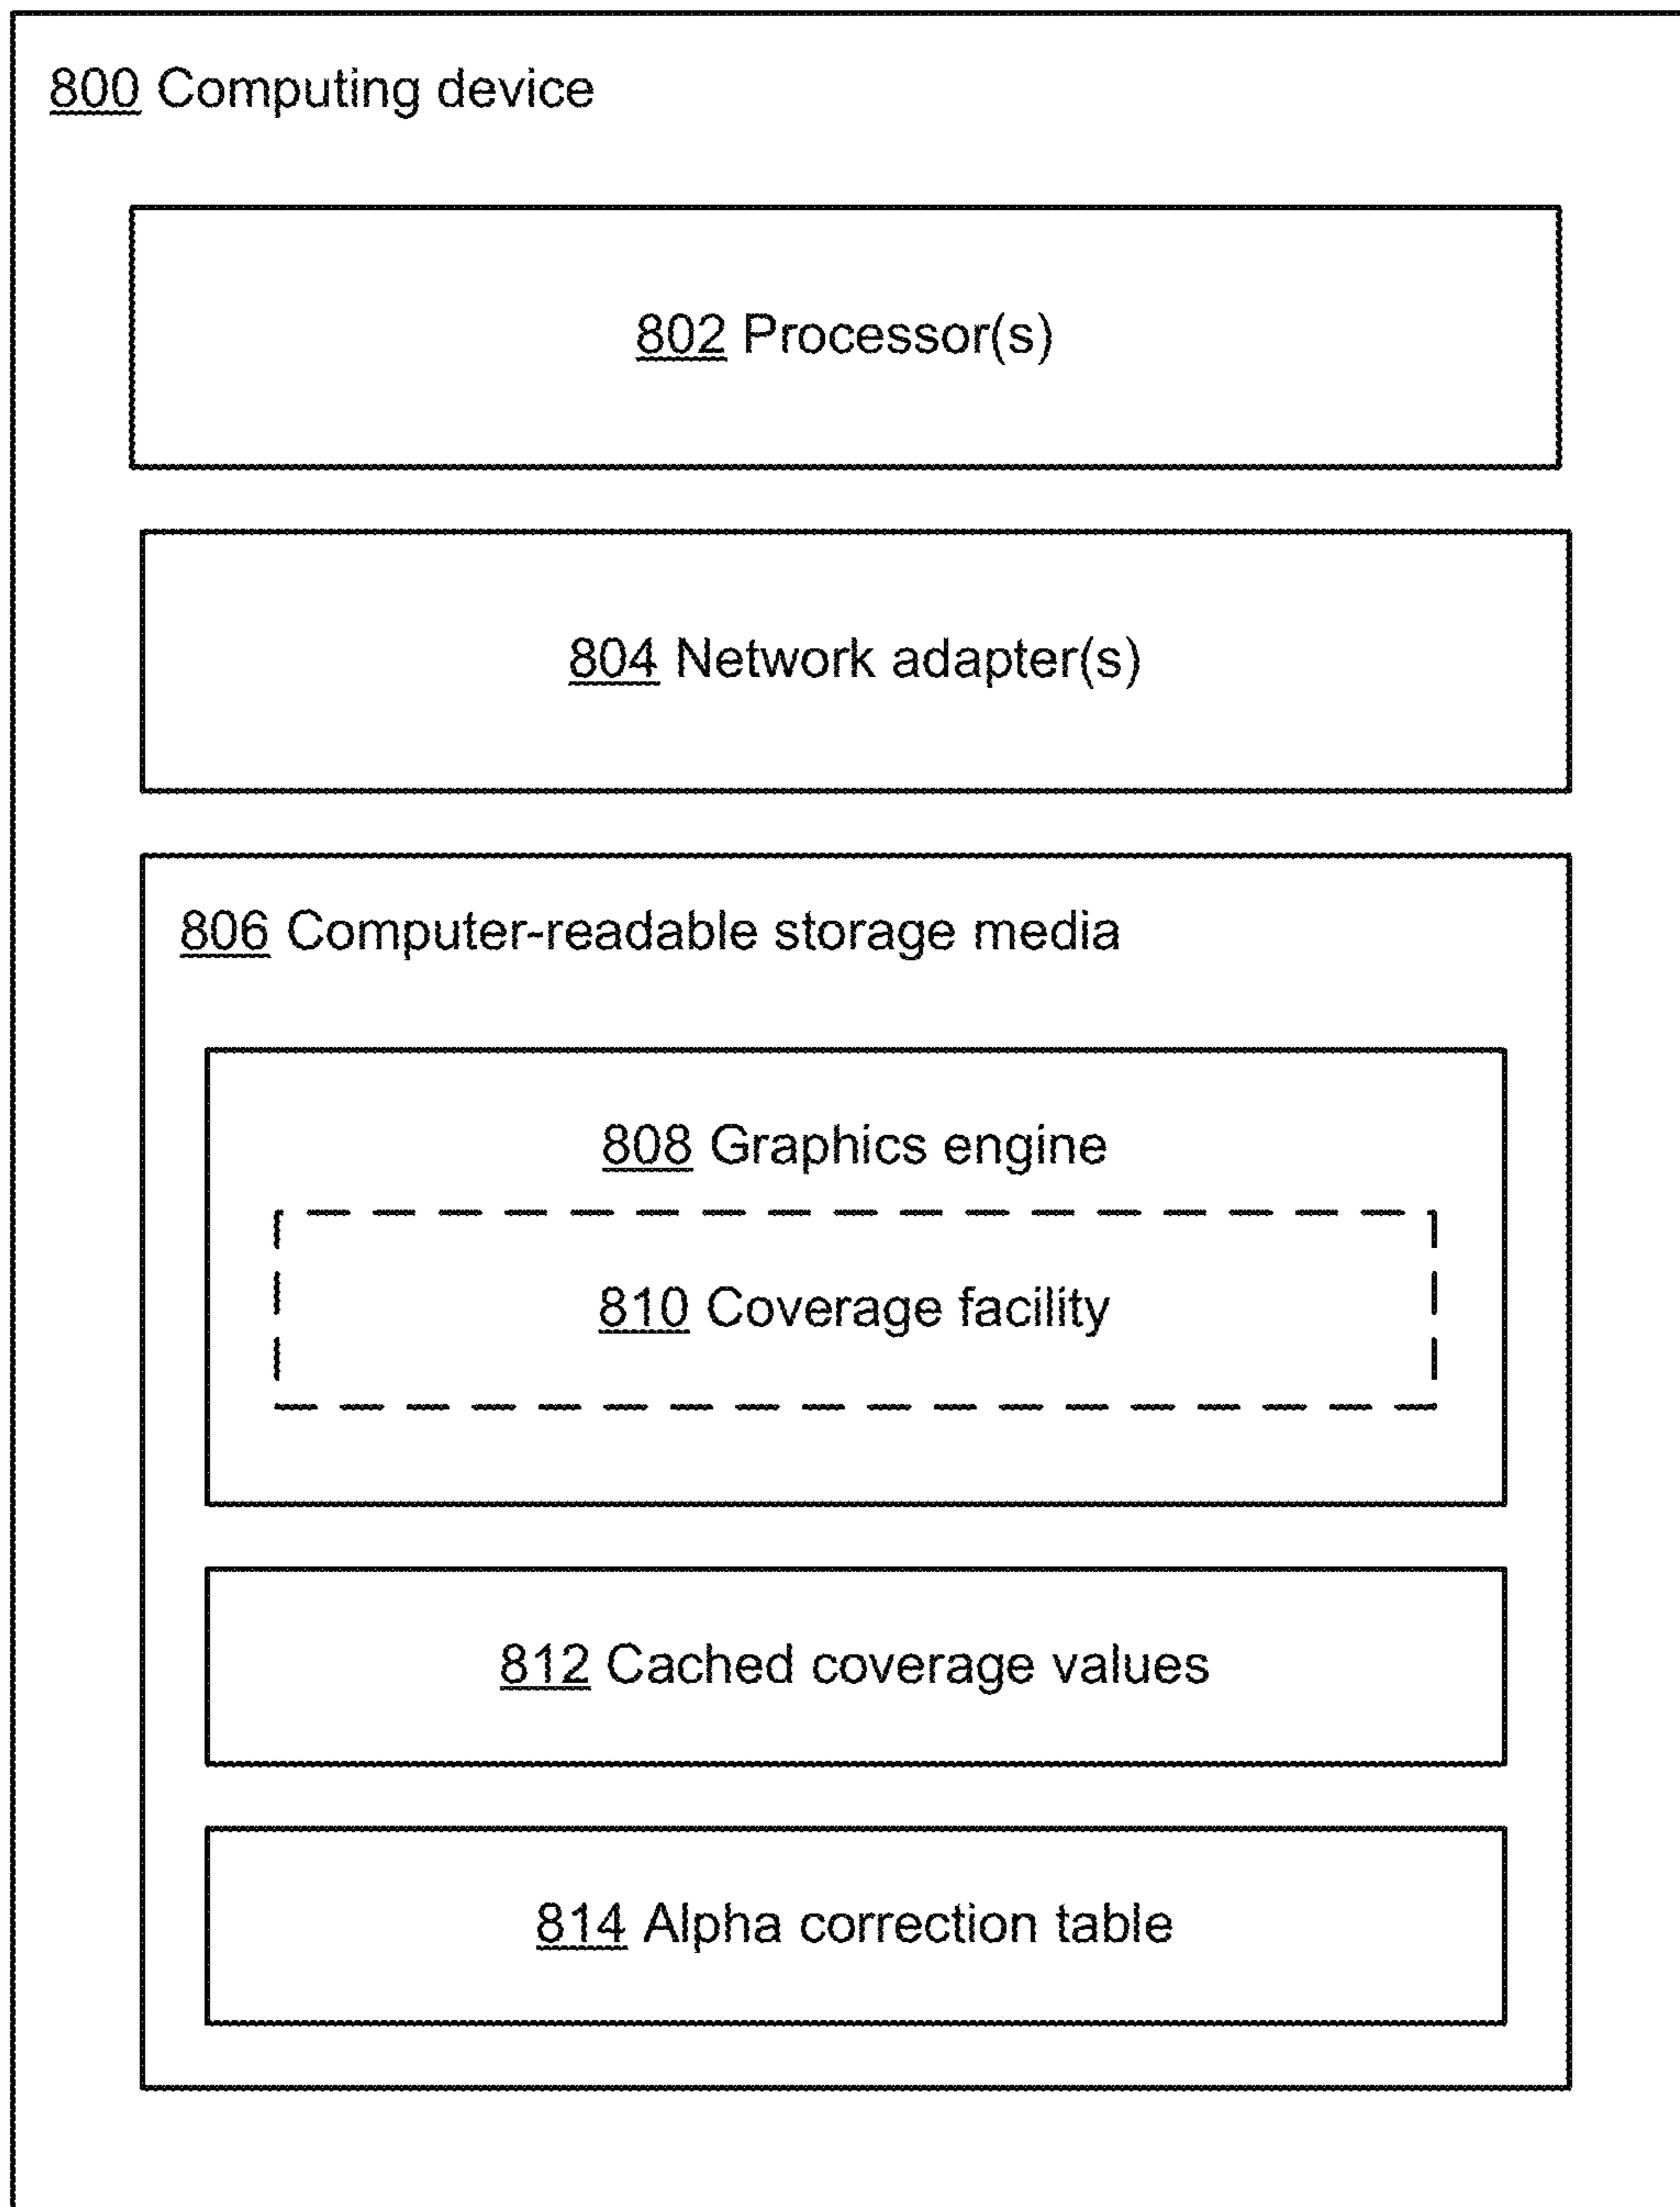 800 Computing device
802 Processor(s)
804 Network adapter(s)
806 Computer-readable storage media
808 Graphics engine
810 Coverage facility
812 Cached coverage values
814 Alpha correction table